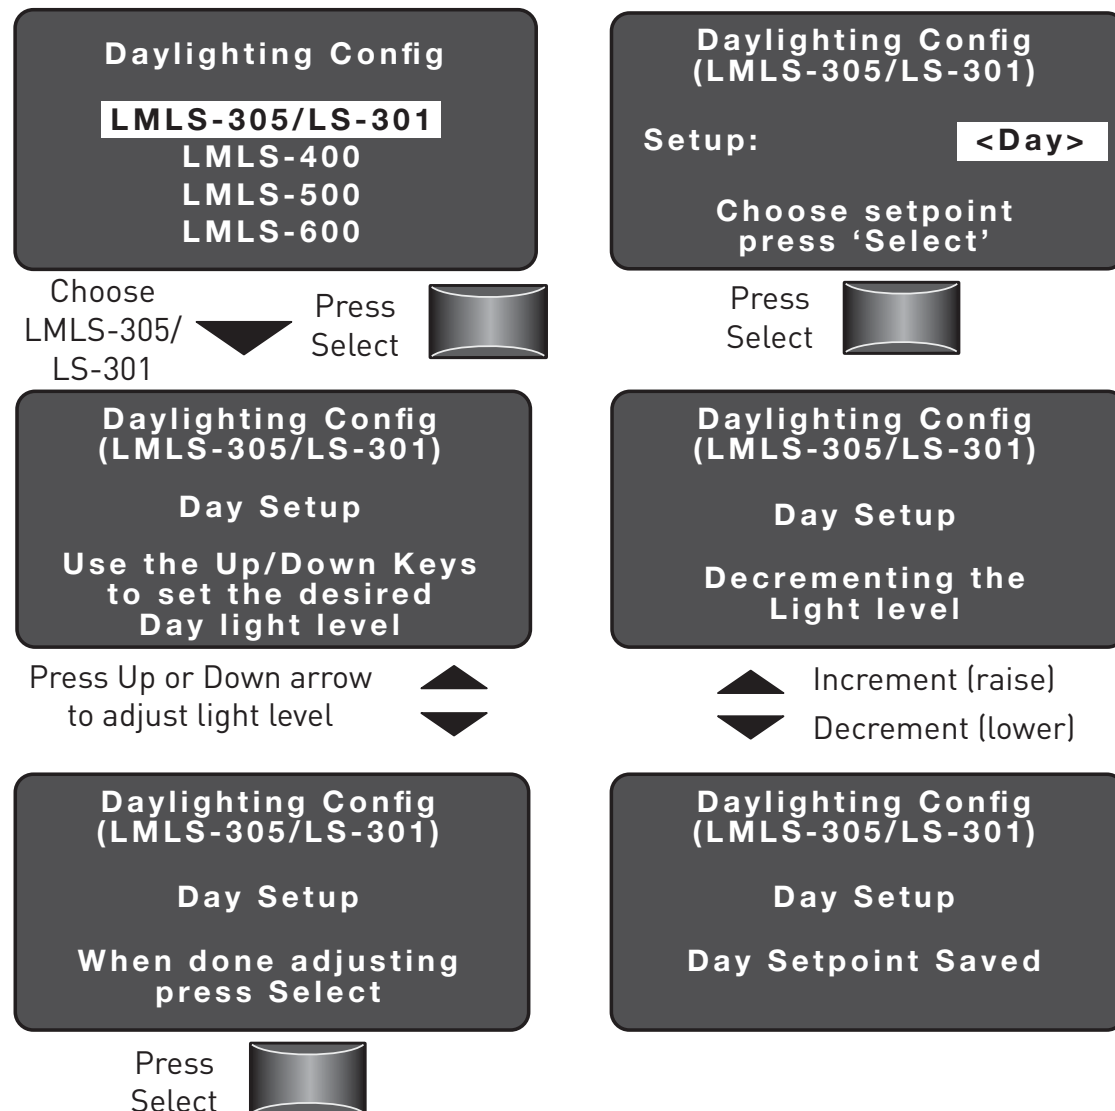 Daylighting Config
LMLS-305/LS-301
LMLS-400
LMLS-500
LMLS-600
Choose
LMLS-305/
LS-301
Press
Select
Daylighting Config
(LMLS-305/LS-301)
Setup: <Day>
Choose setpoint
press ‘Select’
Press
Select
Daylighting Config
(LMLS-305/LS-301)
Day Setup
Use the Up/Down Keys
to set the desired
Day light level
Press Up or Down arrow
to adjust light level
Daylighting Config
(LMLS-305/LS-301)
Day Setup
Decrementing the
Light level
Increment (raise)
Decrement (lower)
Daylighting Config
(LMLS-305/LS-301)
Day Setup
When done adjusting
press Select
Press
Select
Daylighting Config
(LMLS-305/LS-301)
Day Setup
Day Setpoint Saved